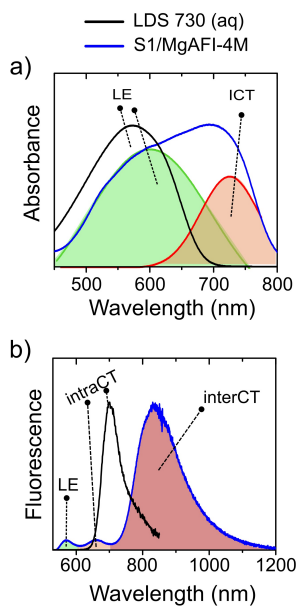 LDS 730 (aq)
S1/MgAFI-4M
a)
LE
ICT
Absorbance
500 600 700 800
Wavelength (nm)
b)
intraCT
interCT
LE
Fluorescence
600 800 1000 1200
Wavelength (nm)